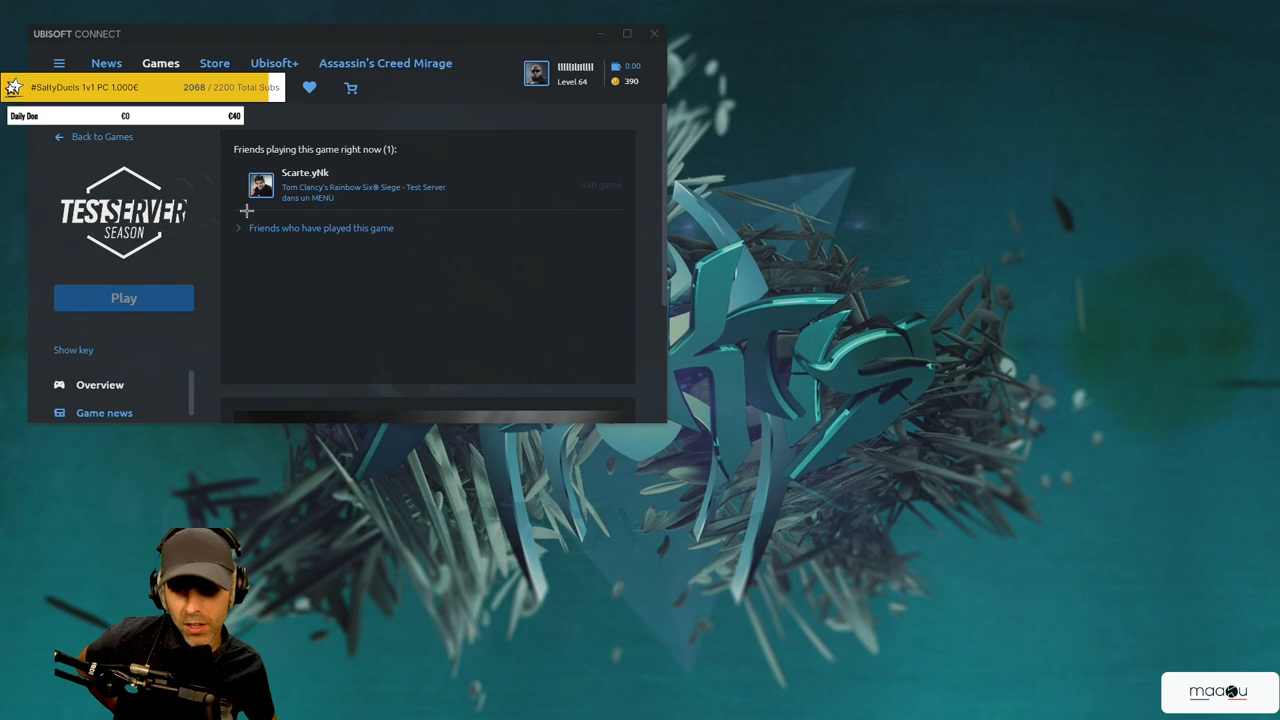 UBISOFT CONNECT
News Games Store Ubisoft+ Assassin's Creed Mirage
0.00
Level 64
390
#SaltyDuels 1v1 PC 1.000€ 2068 / 2200 Total Subs
Daily Don €0 €40
Back to Games
Friends playing this game right now (1):
Scarte.yNk
Tom Clancy's Rainbow Six® Siege - Test Server
dans un MENU
Join game
Friends who have played this game
TEST SERVER
SEASON
Play
Show key
Overview
Game news
maaKu